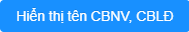 Hiển thị tên CBNV, CBLĐ